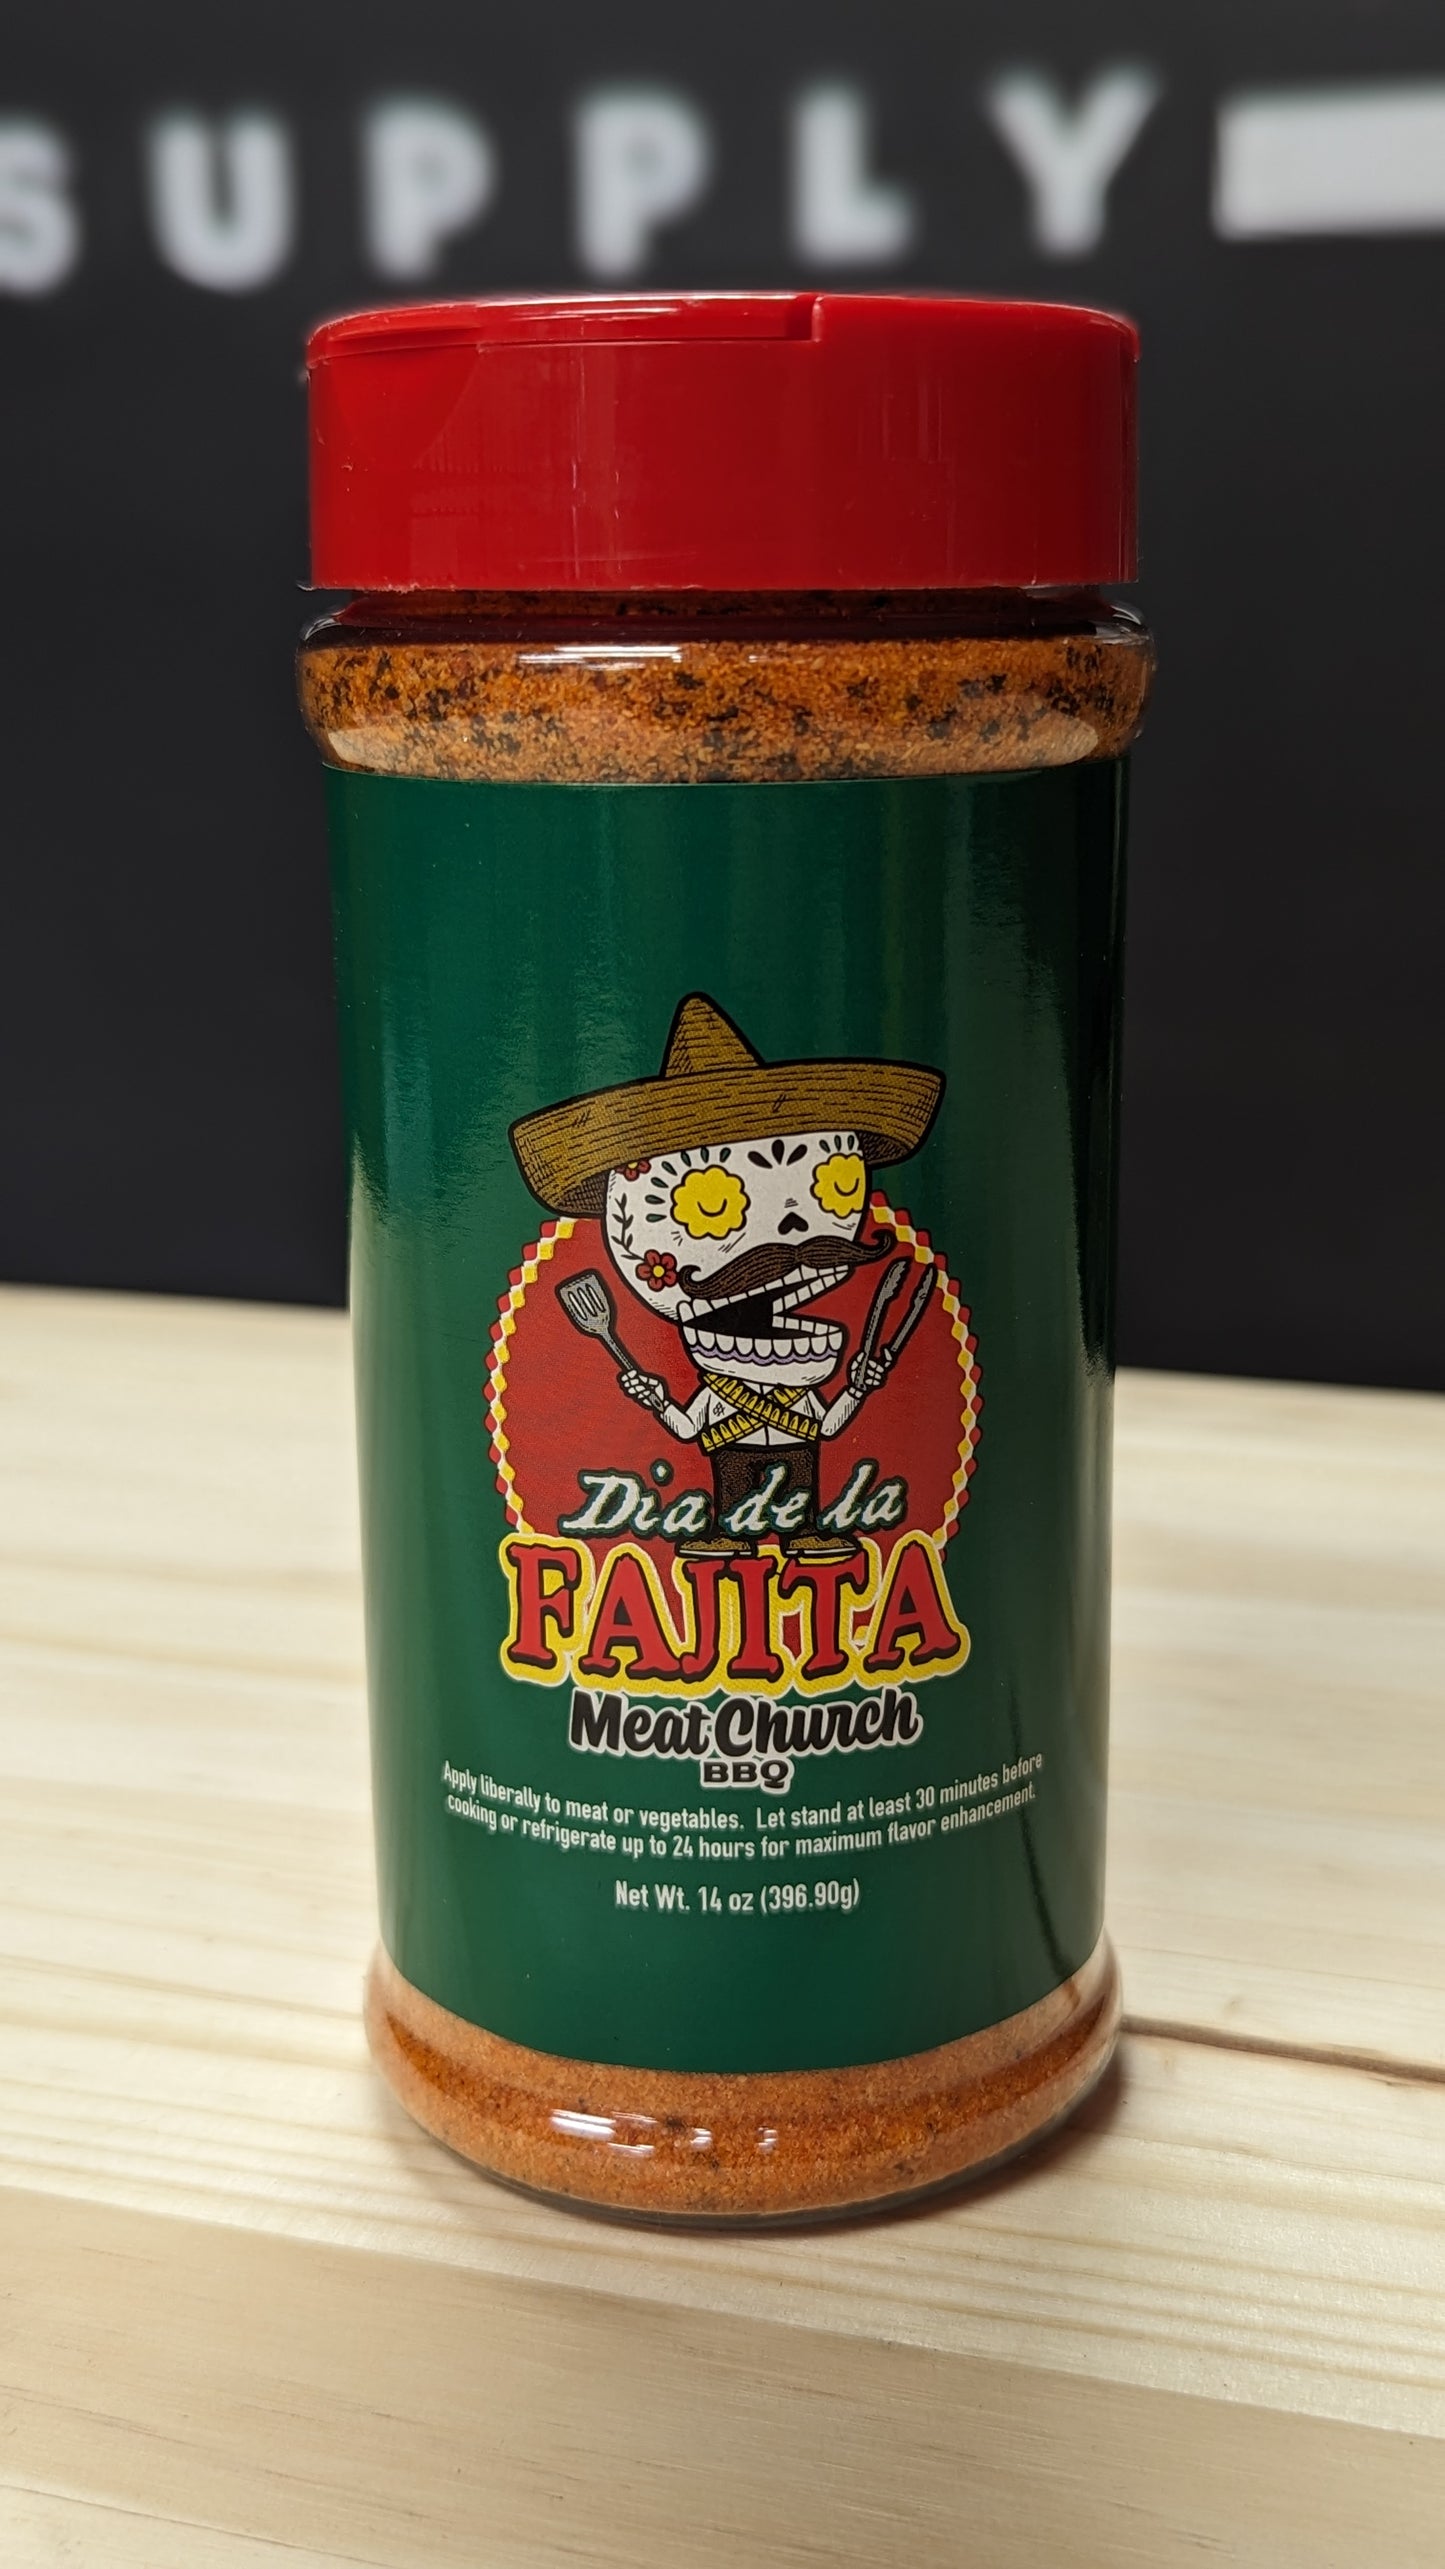 SUPPLY
Dia de la
FAJITA
Meat Church
BBQ
Apply liberally to meat or vegetables. Let stand at least 30 minutes before
cooking or refrigerate up to 24 hours for maximum flavor enhancement.
Net Wt. 14 oz (396.90g)